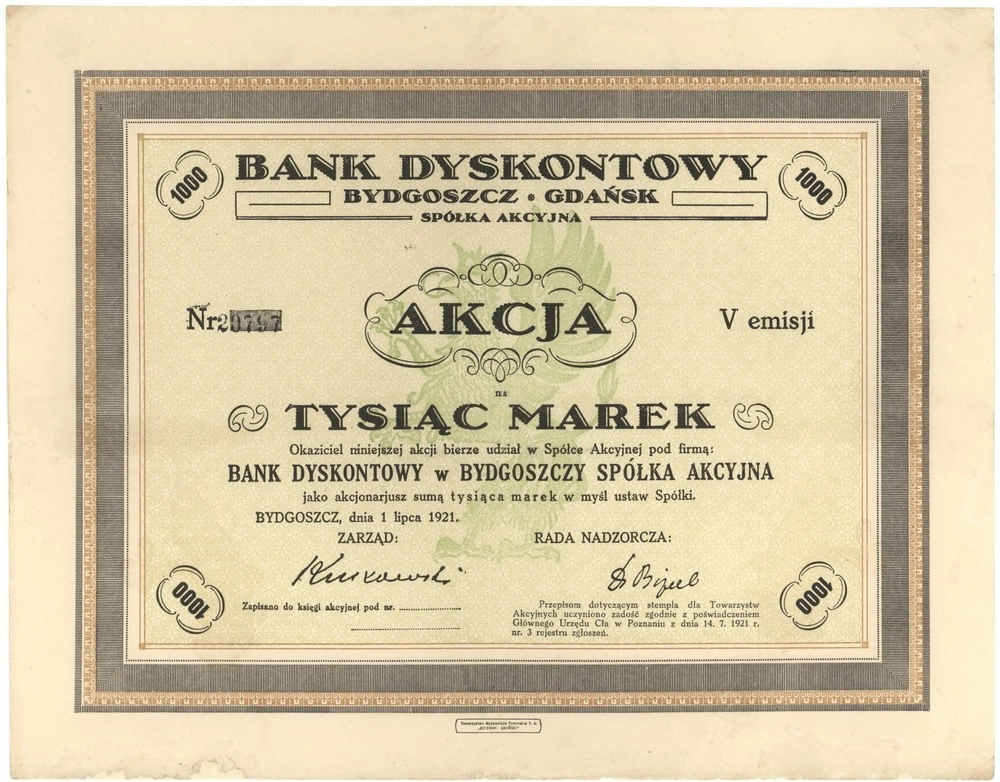 1000
BANK DYSKONTOWY
1000
BYDGOSZCZ • GDAŃSK
SPÓŁKA AKCYJNA
AKCJA
Nr 20797
V emisji
na
TYSIĄC MAREK
Okaziciel niniejszej akcji bierze udział w Spółce Akcyjnej pod firmą:
BANK DYSKONTOWY w BYDGOSZCZY SPÓŁKA AKCYJNA
jako akcjonarjusz sumą tysiąca marek w myśl ustaw Spółki.
BYDGOSZCZ, dnia 1 lipca 1921.
ZARZĄD:
RADA NADZORCZA:
1000
Zapisano do księgi akcyjnej pod nr.
Przepisom dotyczącym stempla dla Towarzystw
Akcyjnych uczyniono zadość zgodnie z poświadczeniem
Głównego Urzędu Cła w Poznaniu z dnia 14. 7. 1921 r.
nr. 3 rejestru zgłoszeń.
1000